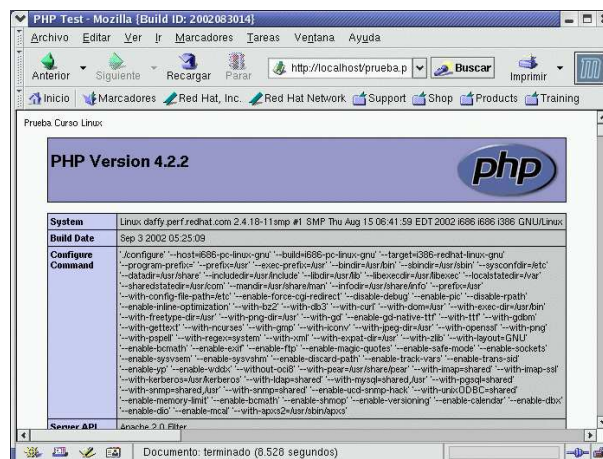 PHP Test - Mozilla {Build ID: 2002083014}
Archivo Editar Ver Ir Marcadores Tareas Ventana Ayuda
Anterior Siguiente Recargar Parar http://localhost/prueba.p Buscar Imprimir
Inicio Marcadores Red Hat, Inc. Red Hat Network Support Shop Products Training
Prueba Curso Linux
PHP Version 4.2.2
php
System Linux daffy.perf.redhat.com 2.4.18-11smp #1 SMP Thu Aug 15 06:41:59 EDT 2002 i686 i686 i386 GNU/Linux
Build Date Sep 3 2002 05:25:09
Configure Command './configure' '--host=i686-pc-linux-gnu' '--build=i686-pc-linux-gnu' '--target=i386-redhat-linux-gnu'
'--program-prefix=' '--prefix=/usr' '--exec-prefix=/usr' '--bindir=/usr/bin' '--sbindir=/usr/sbin' '--sysconfdir=/etc'
'--datadir=/usr/share' '--includedir=/usr/include' '--libdir=/usr/lib' '--libexecdir=/usr/libexec' '--localstatedir=/var'
'--sharedstatedir=/usr/com' '--mandir=/usr/share/man' '--infodir=/usr/share/info' '--prefix=/usr'
'--with-config-file-path=/etc' '--enable-force-cgi-redirect' '--disable-debug' '--enable-pic' '--disable-rpath'
'--enable-inline-optimization' '--with-bz2' '--with-db3' '--with-curl' '--with-dom=/usr' '--with-exec-dir=/usr/bin'
'--with-freetype-dir=/usr' '--with-png-dir=/usr' '--with-gd' '--enable-gd-native-ttf' '--with-ttf' '--with-gdbm'
'--with-gettext' '--with-ncurses' '--with-gmp' '--with-iconv' '--with-jpeg-dir=/usr' '--with-openssl' '--with-png'
'--with-pspell' '--with-regex=system' '--with-xml' '--with-expat-dir=/usr' '--with-zlib' '--with-layout=GNU'
'--enable-bcmath' '--enable-exif' '--enable-ftp' '--enable-magic-quotes' '--enable-safe-mode' '--enable-sockets'
'--enable-sysvsem' '--enable-sysvshm' '--enable-discard-path' '--enable-track-vars' '--enable-trans-sid'
'--enable-yp' '--enable-wddx' '--without-oci8' '--with-pear=/usr/share/pear' '--with-imap=shared' '--with-imap-ssl'
'--with-kerberos=/usr/kerberos' '--with-ldap=shared' '--with-mysql=shared,/usr' '--with-pgsql=shared'
'--with-snmp=shared,/usr' '--with-snmp=shared' '--enable-ucd-snmp-hack' '--with-unixODBC=shared'
'--enable-memory-limit' '--enable-bcmath' '--enable-shmop' '--enable-versioning' '--enable-calendar' '--enable-dbx'
'--enable-dio' '--enable-mcal' '--with-apxs2=/usr/sbin/apxs'
Server API Apache 2.0 Filter
Documento: terminado (8.528 segundos)